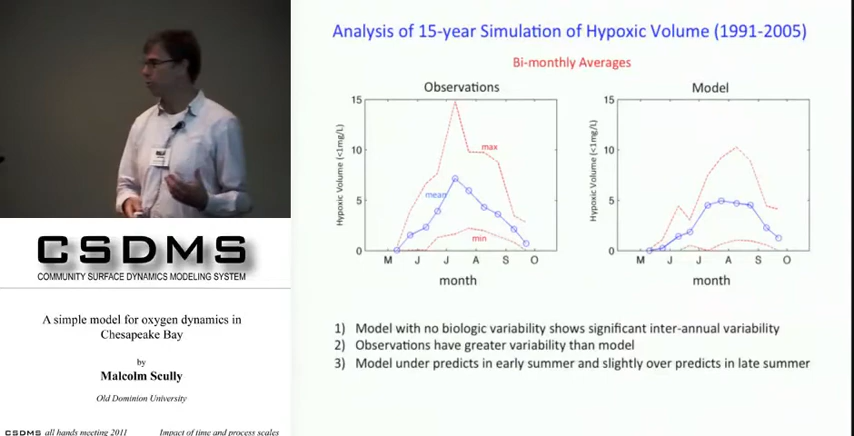 CSDMS
COMMUNITY SURFACE DYNAMICS MODELING SYSTEM
A simple model for oxygen dynamics in
Chesapeake Bay
by
Malcolm Scully
Old Dominion University
CSDMS all hands meeting 2011 Impact of time and process scales
Analysis of 15-year Simulation of Hypoxic Volume (1991-2005)
Bi-monthly Averages
Observations
Hypoxic Volume (<1mg/L)
15
10
5
0
max
mean
min
M J J A S O
month
Model
Hypoxic Volume (<1mg/L)
15
10
5
0
M J J A S O
month
1) Model with no biologic variability shows significant inter-annual variability
2) Observations have greater variability than model
3) Model under predicts in early summer and slightly over predicts in late summer